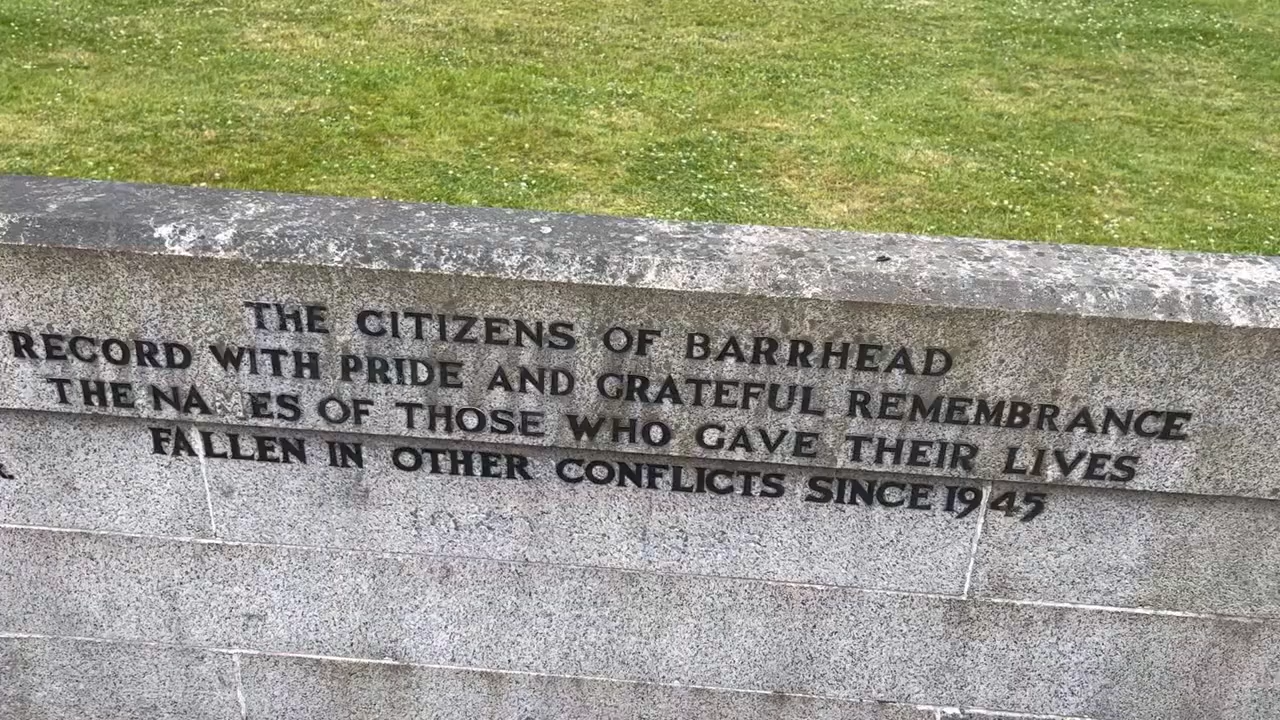 THE CITIZENS OF BARRHEAD
RECORD WITH PRIDE AND GRATEFUL REMEMBRANCE
THE NA ES OF THOSE WHO GAVE THEIR LIVES
FALLEN IN OTHER CONFLICTS SINCE 1945